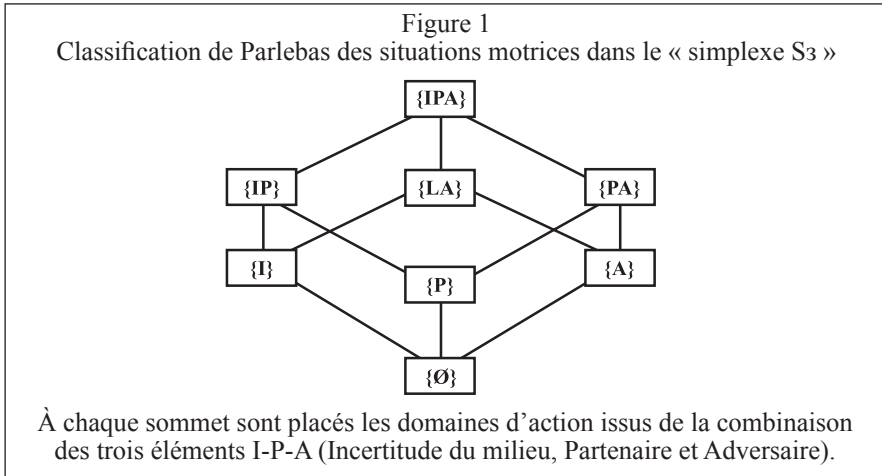 Figure 1
Classification de Parlebas des situations motrices dans le « simplexe S3 »
{IPA}
{IP} {LA} {PA}
{I} {P} {A}
{Ø}
À chaque sommet sont placés les domaines d’action issus de la combinaison
des trois éléments I-P-A (Incertitude du milieu, Partenaire et Adversaire).